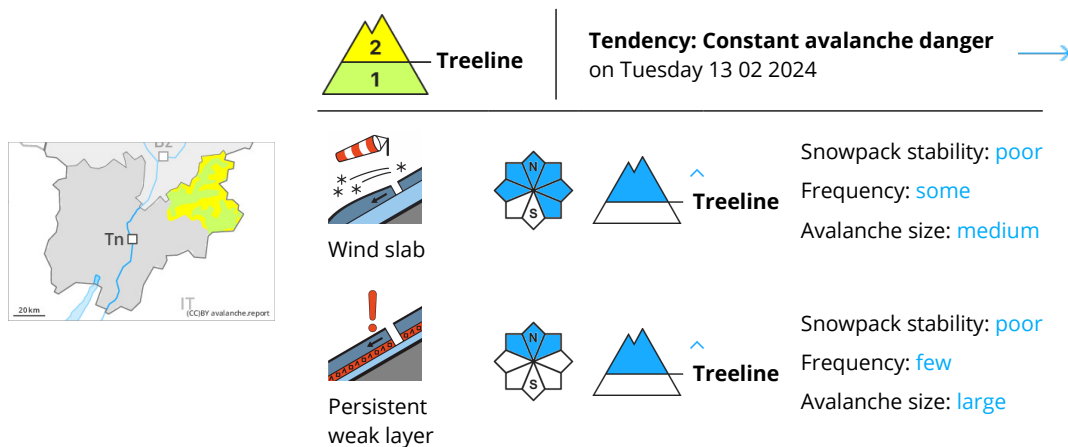 2
Treeline
1
Tendency: Constant avalanche danger
on Tuesday 13 02 2024
Tn
IT
20 km
(CC)BY avalanche.report
N
S
Treeline
Wind slab
Snowpack stability: poor
Frequency: some
Avalanche size: medium
N
S
Treeline
Persistent
weak layer
Snowpack stability: poor
Frequency: few
Avalanche size: large